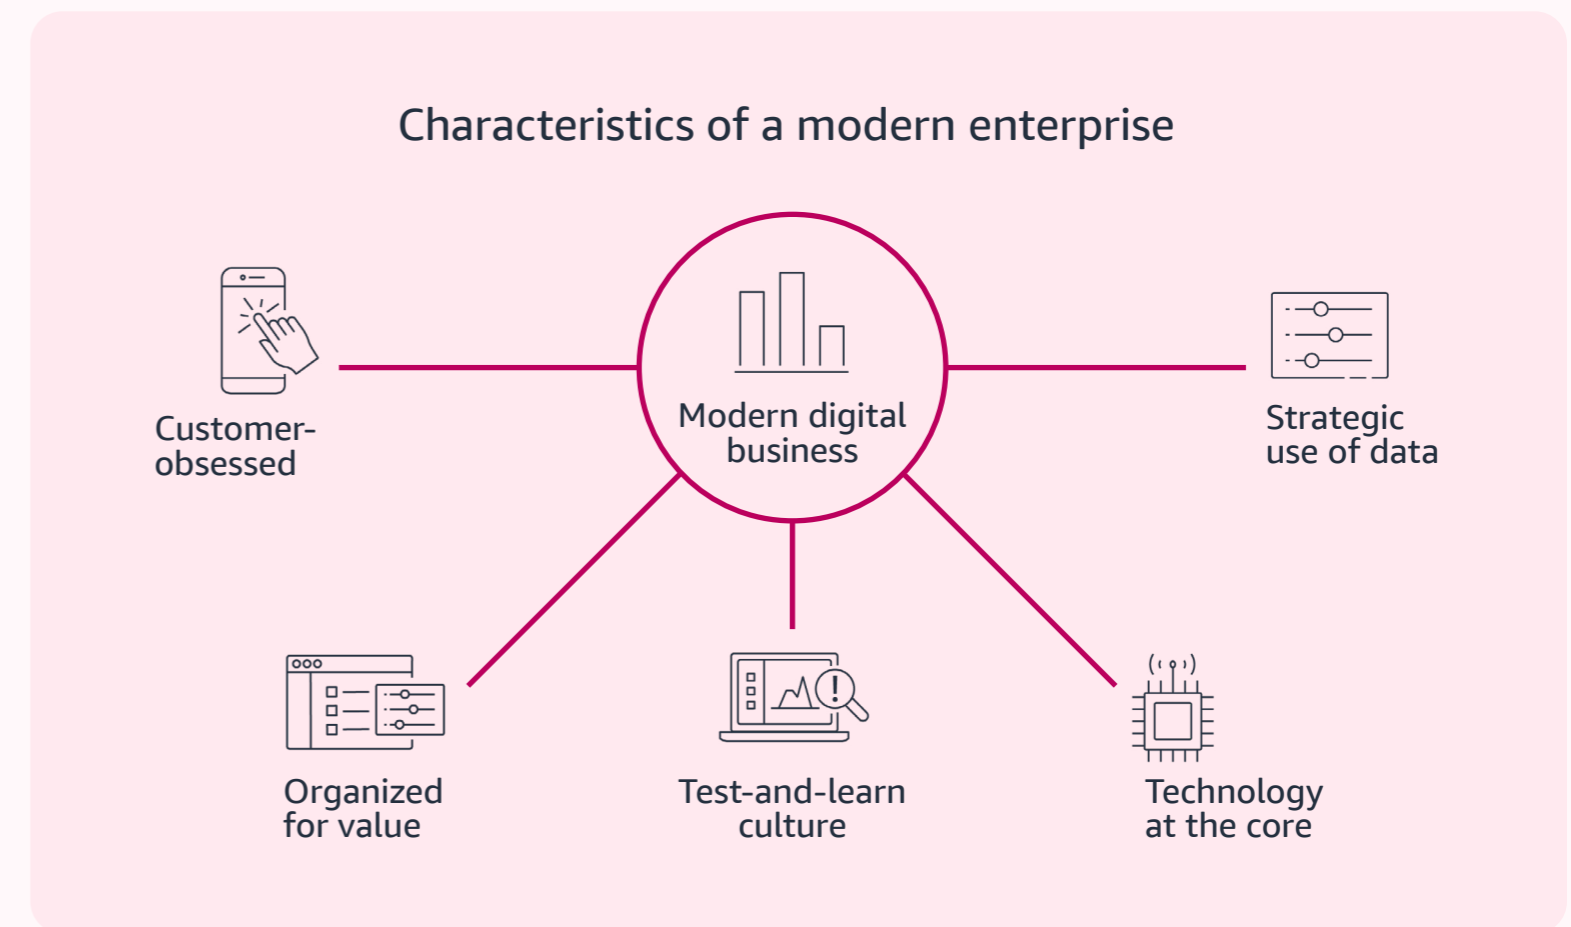 Characteristics of a modern enterprise
Customer-
obsessed
Modern digital
business
Strategic
use of data
Organized
for value
Test-and-learn
culture
Technology
at the core